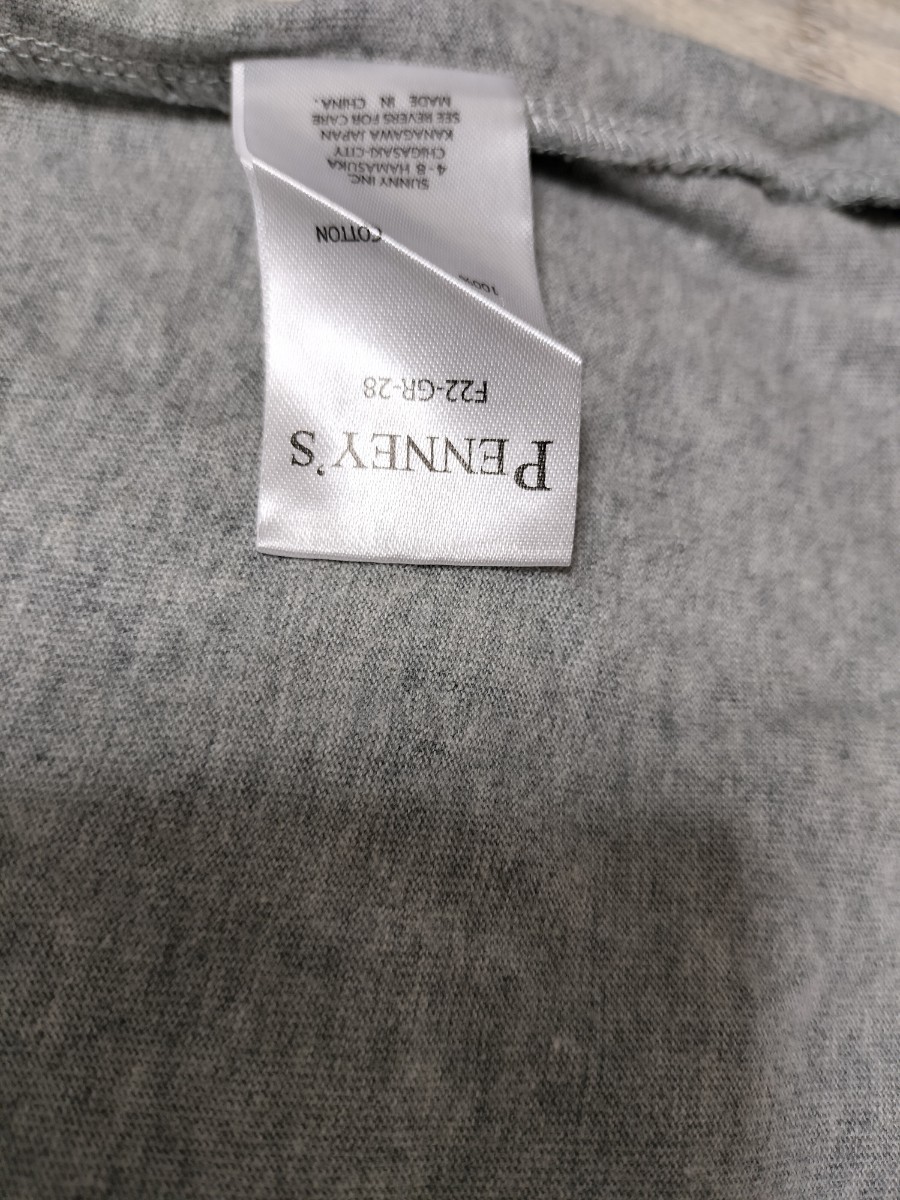 PENNEY'S
F22-GR-28
100%
COTTON
SUNNY INC.
4-8 HAMASUKA
CHIGASAKI-CITY
KANAGAWA JAPAN
SEE REVERS FOR CARE
MADE IN CHINA.